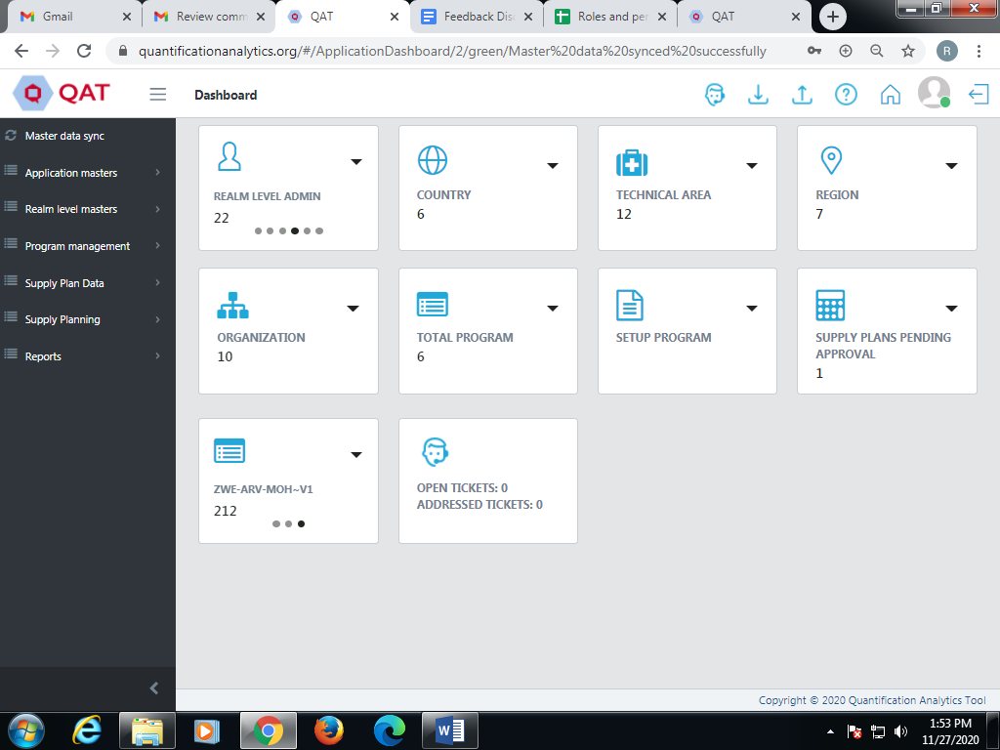 Gmail
Review comm
QAT
Feedback Dis
Roles and per
QAT
quantificationanalytics.org/#/ApplicationDashboard/2/green/Master%20data%20synced%20successfully
R
QAT
Dashboard
Master data sync
Application masters
Realm level masters
Program management
Supply Plan Data
Supply Planning
Reports
REALM LEVEL ADMIN
22
COUNTRY
6
TECHNICAL AREA
12
REGION
7
ORGANIZATION
10
TOTAL PROGRAM
6
SETUP PROGRAM
SUPPLY PLANS PENDING
APPROVAL
1
ZWE-ARV-MOH~V1
212
OPEN TICKETS: 0
ADDRESSED TICKETS: 0
Copyright © 2020 Quantification Analytics Tool
1:53 PM
11/27/2020